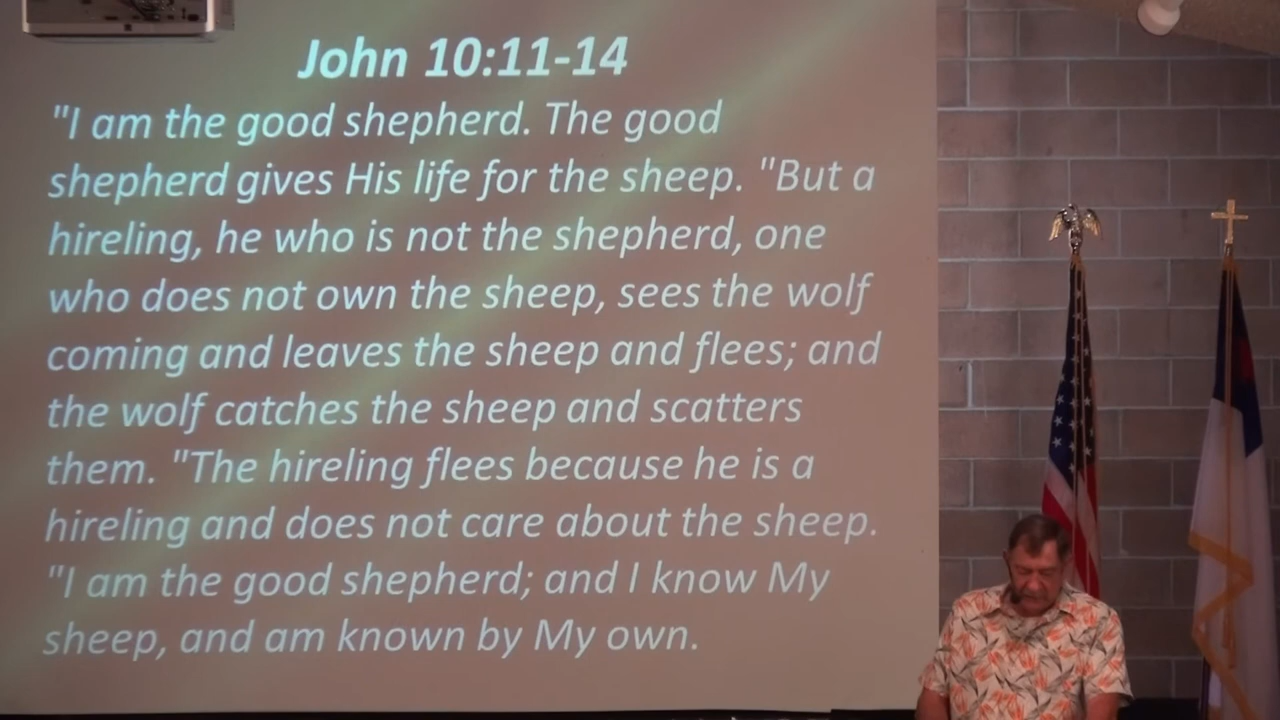 John 10:11-14
"I am the good shepherd. The good
shepherd gives His life for the sheep. "But a
hireling, he who is not the shepherd, one
who does not own the sheep, sees the wolf
coming and leaves the sheep and flees; and
the wolf catches the sheep and scatters
them. "The hireling flees because he is a
hireling and does not care about the sheep.
"I am the good shepherd; and I know My
sheep, and am known by My own.